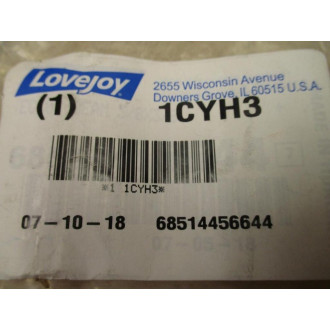 Lovejoy
2655 Wisconsin Avenue
Downers Grove, IL 60515 U.S.A.
(1) 1CYH3
*1 1CYH3*
07-10-18 68514456644